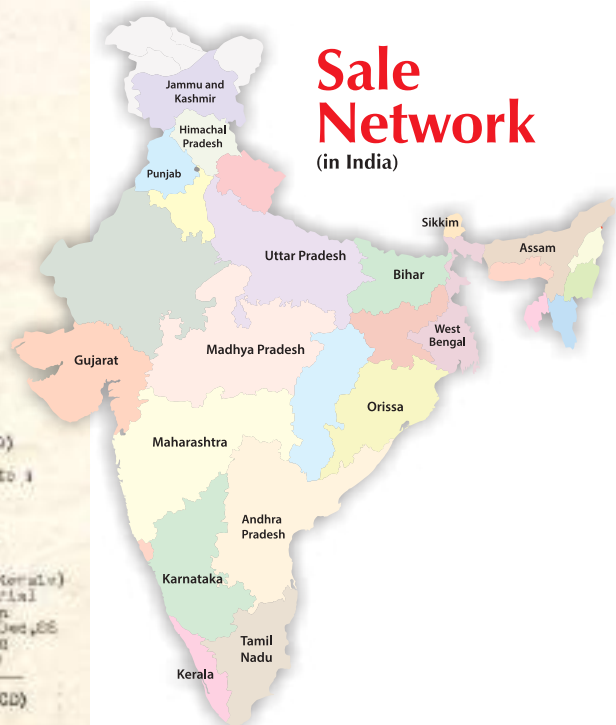 Sale
Network
(in India)
Jammu and
Kashmir
Himachal
Pradesh
Punjab
Sikkim
Assam
Uttar Pradesh
Bihar
West
Bengal
Gujarat
Madhya Pradesh
Orissa
Maharashtra
Andhra
Pradesh
Karnataka
Tamil
Nadu
Kerala